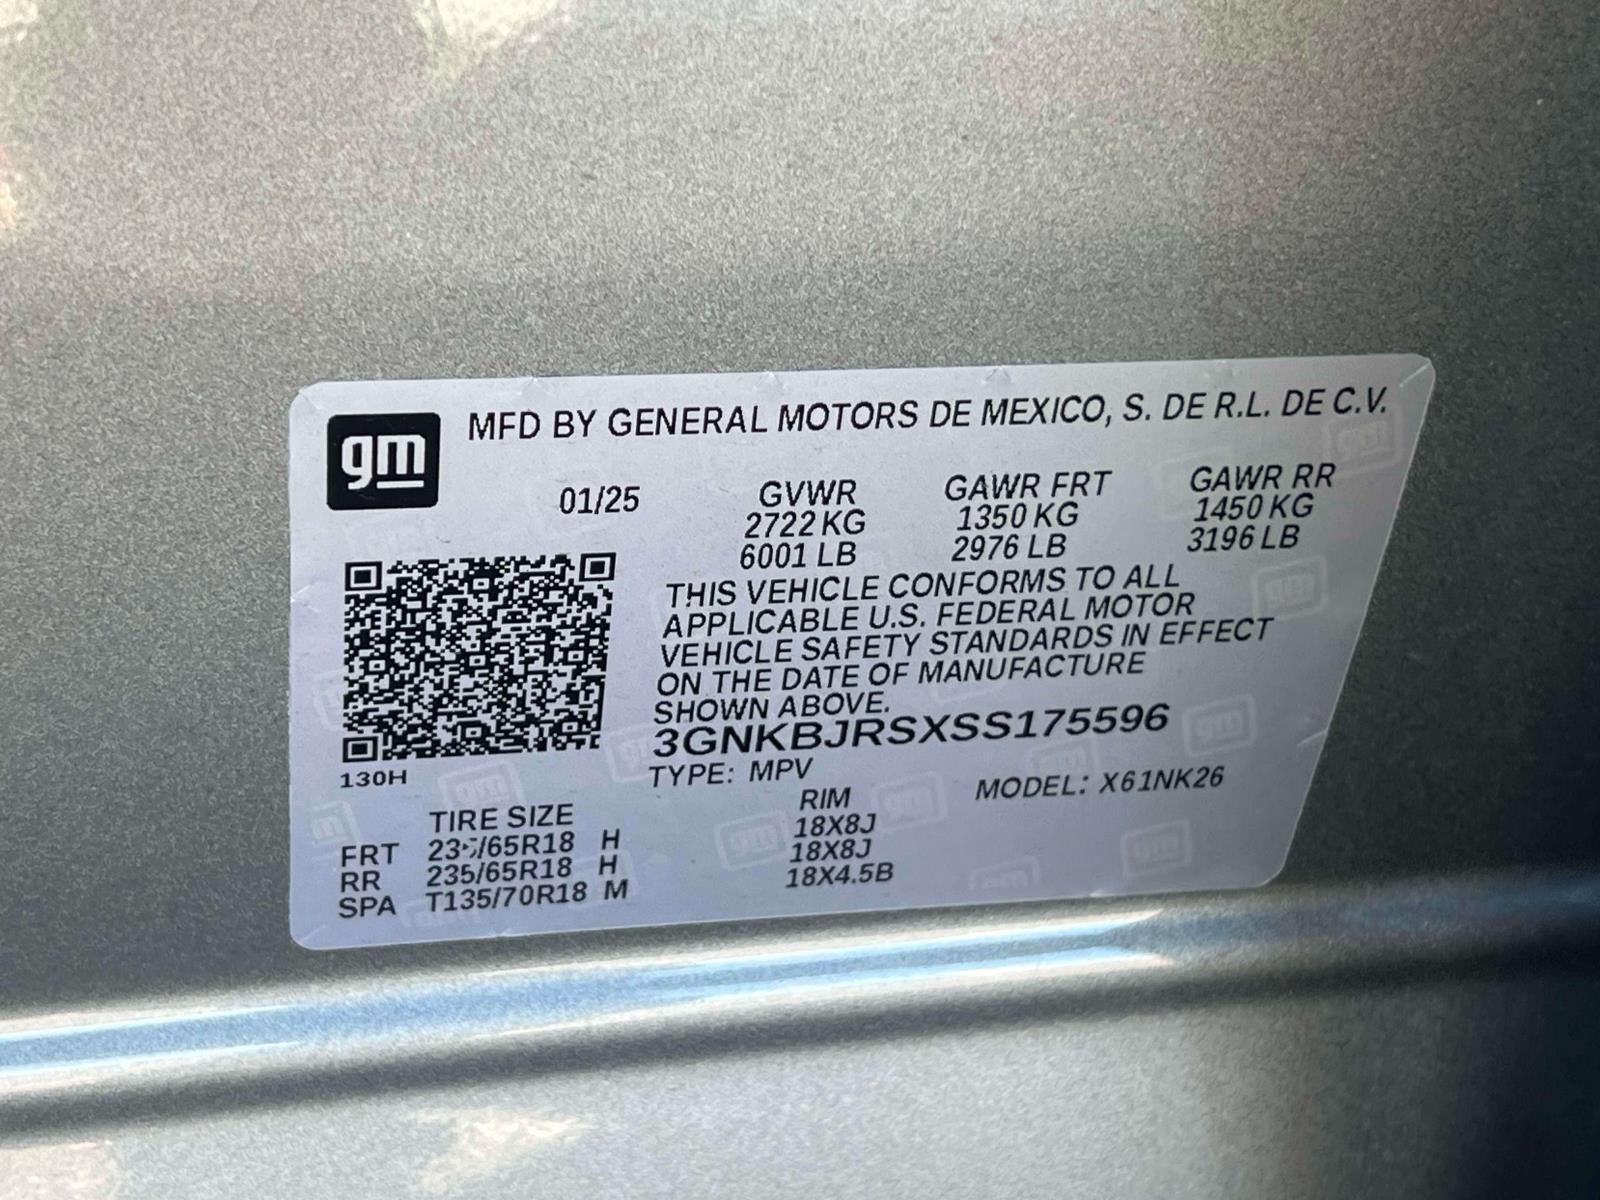 gm MFD BY GENERAL MOTORS DE MEXICO, S. DE R.L. DE C.V.
01/25 GVWR GAWR FRT GAWR RR
2722 KG 1350 KG 1450 KG
6001 LB 2976 LB 3196 LB
THIS VEHICLE CONFORMS TO ALL
APPLICABLE U.S. FEDERAL MOTOR
VEHICLE SAFETY STANDARDS IN EFFECT
ON THE DATE OF MANUFACTURE
SHOWN ABOVE.
3GNKBJRSXSS175596
130H TYPE: MPV MODEL: X61NK26
TIRE SIZE RIM
FRT 235/65R18 H 18X8J
RR 235/65R18 H 18X8J
SPA T135/70R18 M 18X4.5B